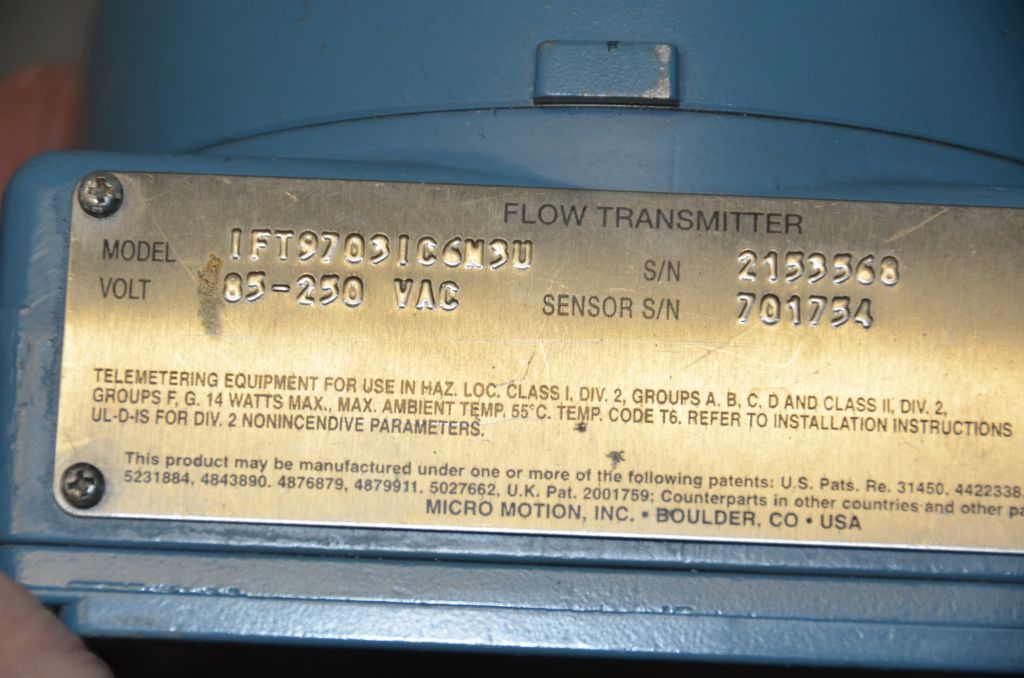 FLOW TRANSMITTER
MODEL IFT9703IC6M3U S/N 2153568
VOLT 85-250 VAC SENSOR S/N 701754
TELEMETERING EQUIPMENT FOR USE IN HAZ. LOC. CLASS I, DIV. 2, GROUPS A. B, C. D AND CLASS II, DIV. 2,
GROUPS F, G. 14 WATTS MAX., MAX. AMBIENT TEMP. 55°C. TEMP. CODE T6. REFER TO INSTALLATION INSTRUCTIONS
UL-D-IS FOR DIV. 2 NONINCENDIVE PARAMETERS.
This product may be manufactured under one or more of the following patents: U.S. Pats. Re. 31450, 4422338,
5231884, 4843890. 4876879, 4879911. 5027662, U.K. Pat. 2001759; Counterparts in other countries and other pa
MICRO MOTION, INC. • BOULDER, CO • USA